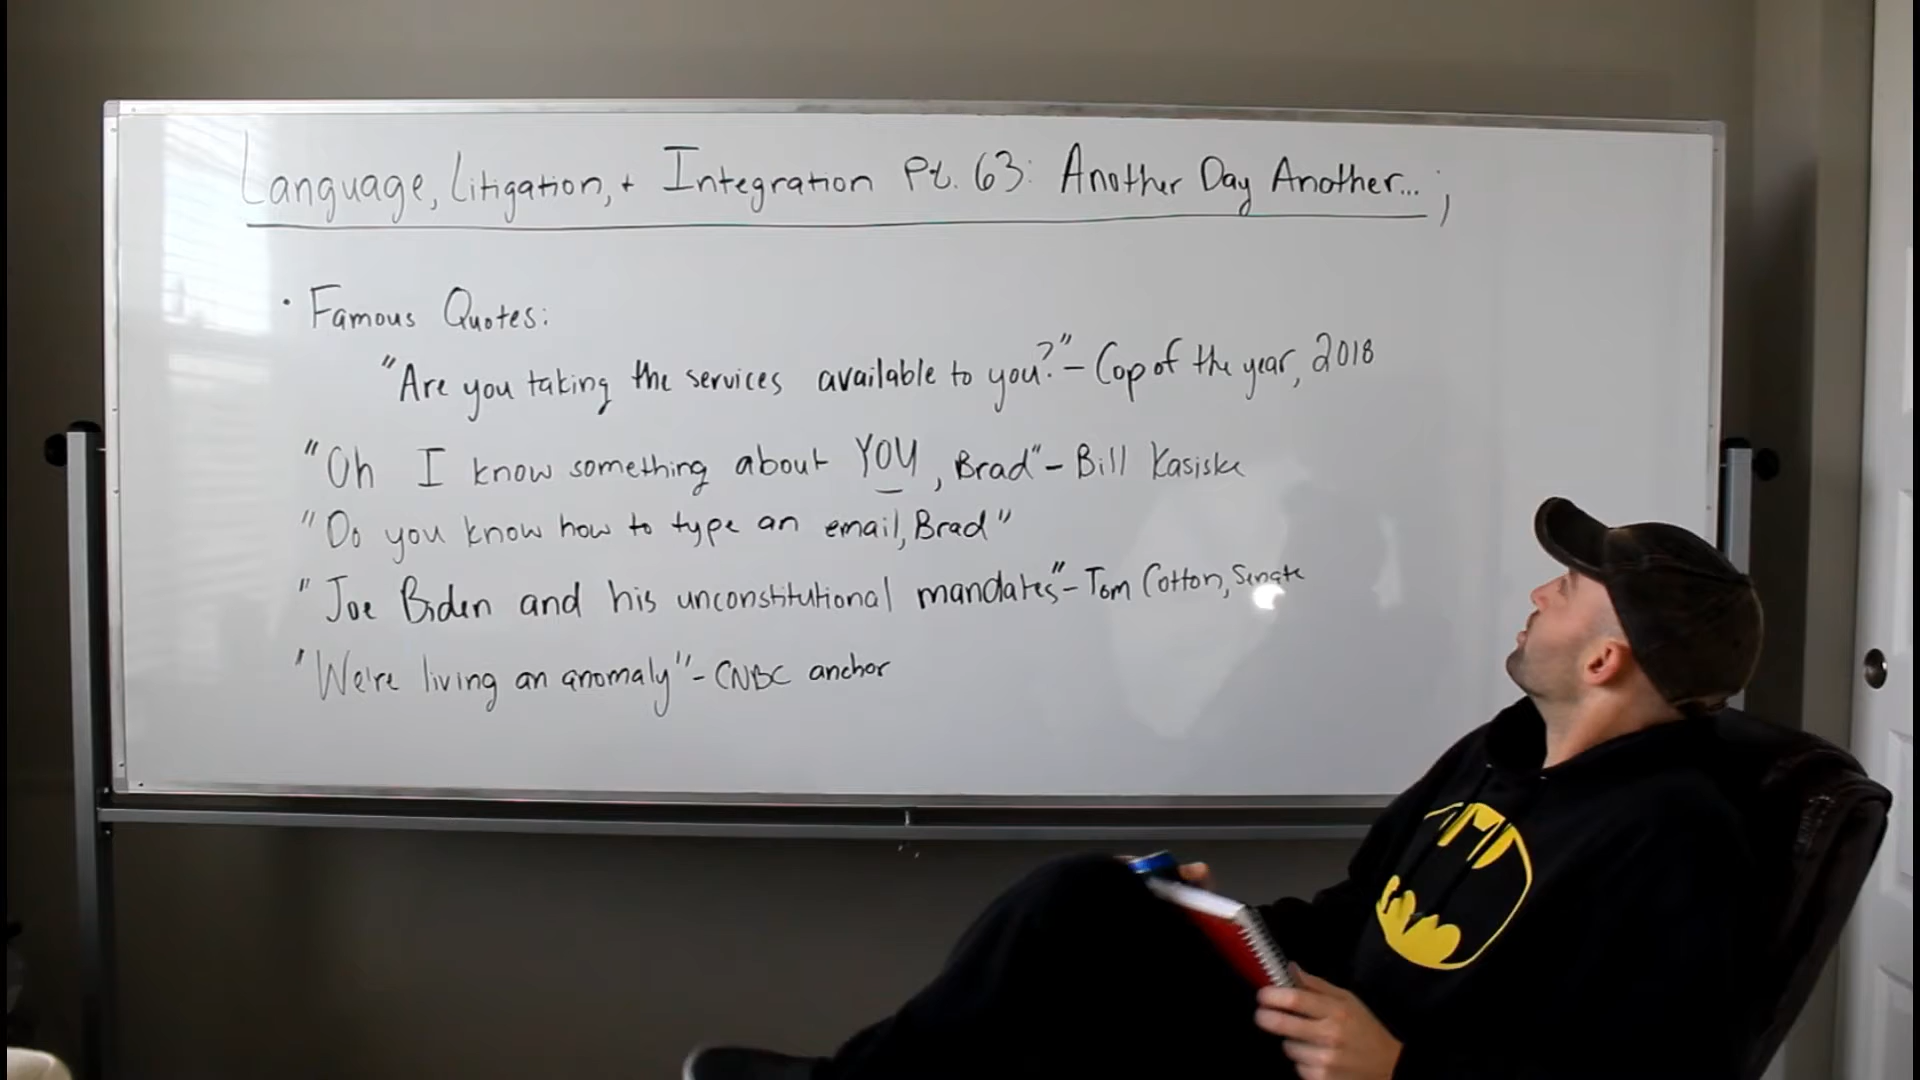 Language, Litigation, + Integration Pt. 63: Another Day Another... ;
· Famous Quotes:
"Are you taking the services available to you?" - Cop of the year, 2018
"Oh I know something about YOU, Brad" - Bill Kasiske
"Do you know how to type an email, Brad"
"Joe Biden and his unconstitutional mandates" - Tom Cotton, Senate
"We're living an anomaly" - CNBC anchor